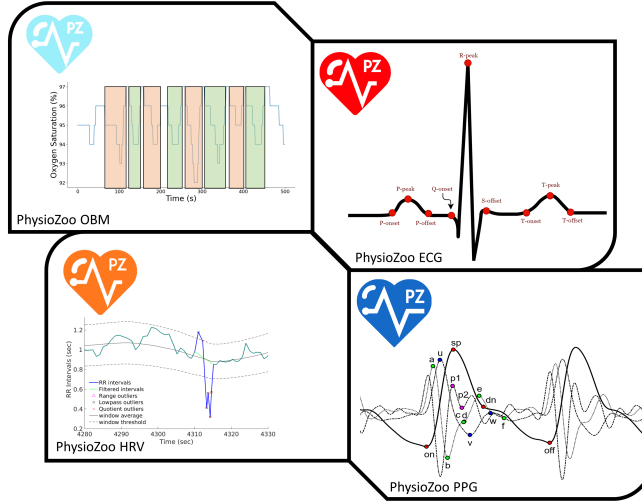 PZ
97
96
95
94
93
92
Oxygen Saturation (%)
0
100
200
300
400
500
Time (s)
PhysioZoo OBM
PZ
R-peak
P-peak
Q-onset
S-offset
T-peak
P-onset
P-offset
T-onset
T-offset
PhysioZoo ECG
PZ
1.2
1
0.8
0.6
0.4
0.2
RR Intervals (sec)
RR intervals
Filtered intervals
Range outliers
Lowpass outliers
Quotient outliers
window average
window threshold
4280
4290
4300
4310
4320
4330
Time (sec)
PhysioZoo HRV
PZ
sp
u
a
p1
p2
e
dn
c
d
w
f
v
b
on
off
PhysioZoo PPG